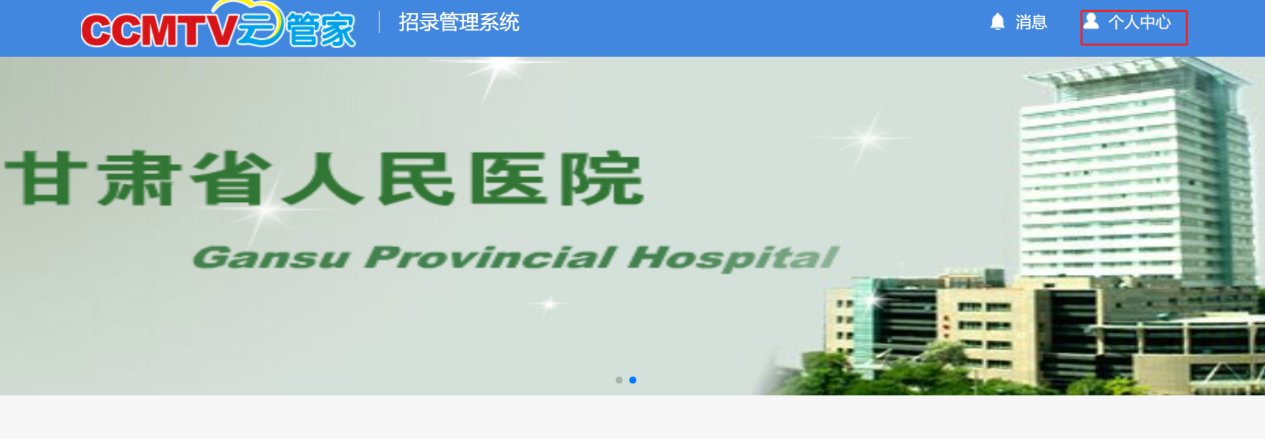 CCMTV云管家 招录管理系统 消息 个人中心
甘肃省人民医院
Gansu Provincial Hospital